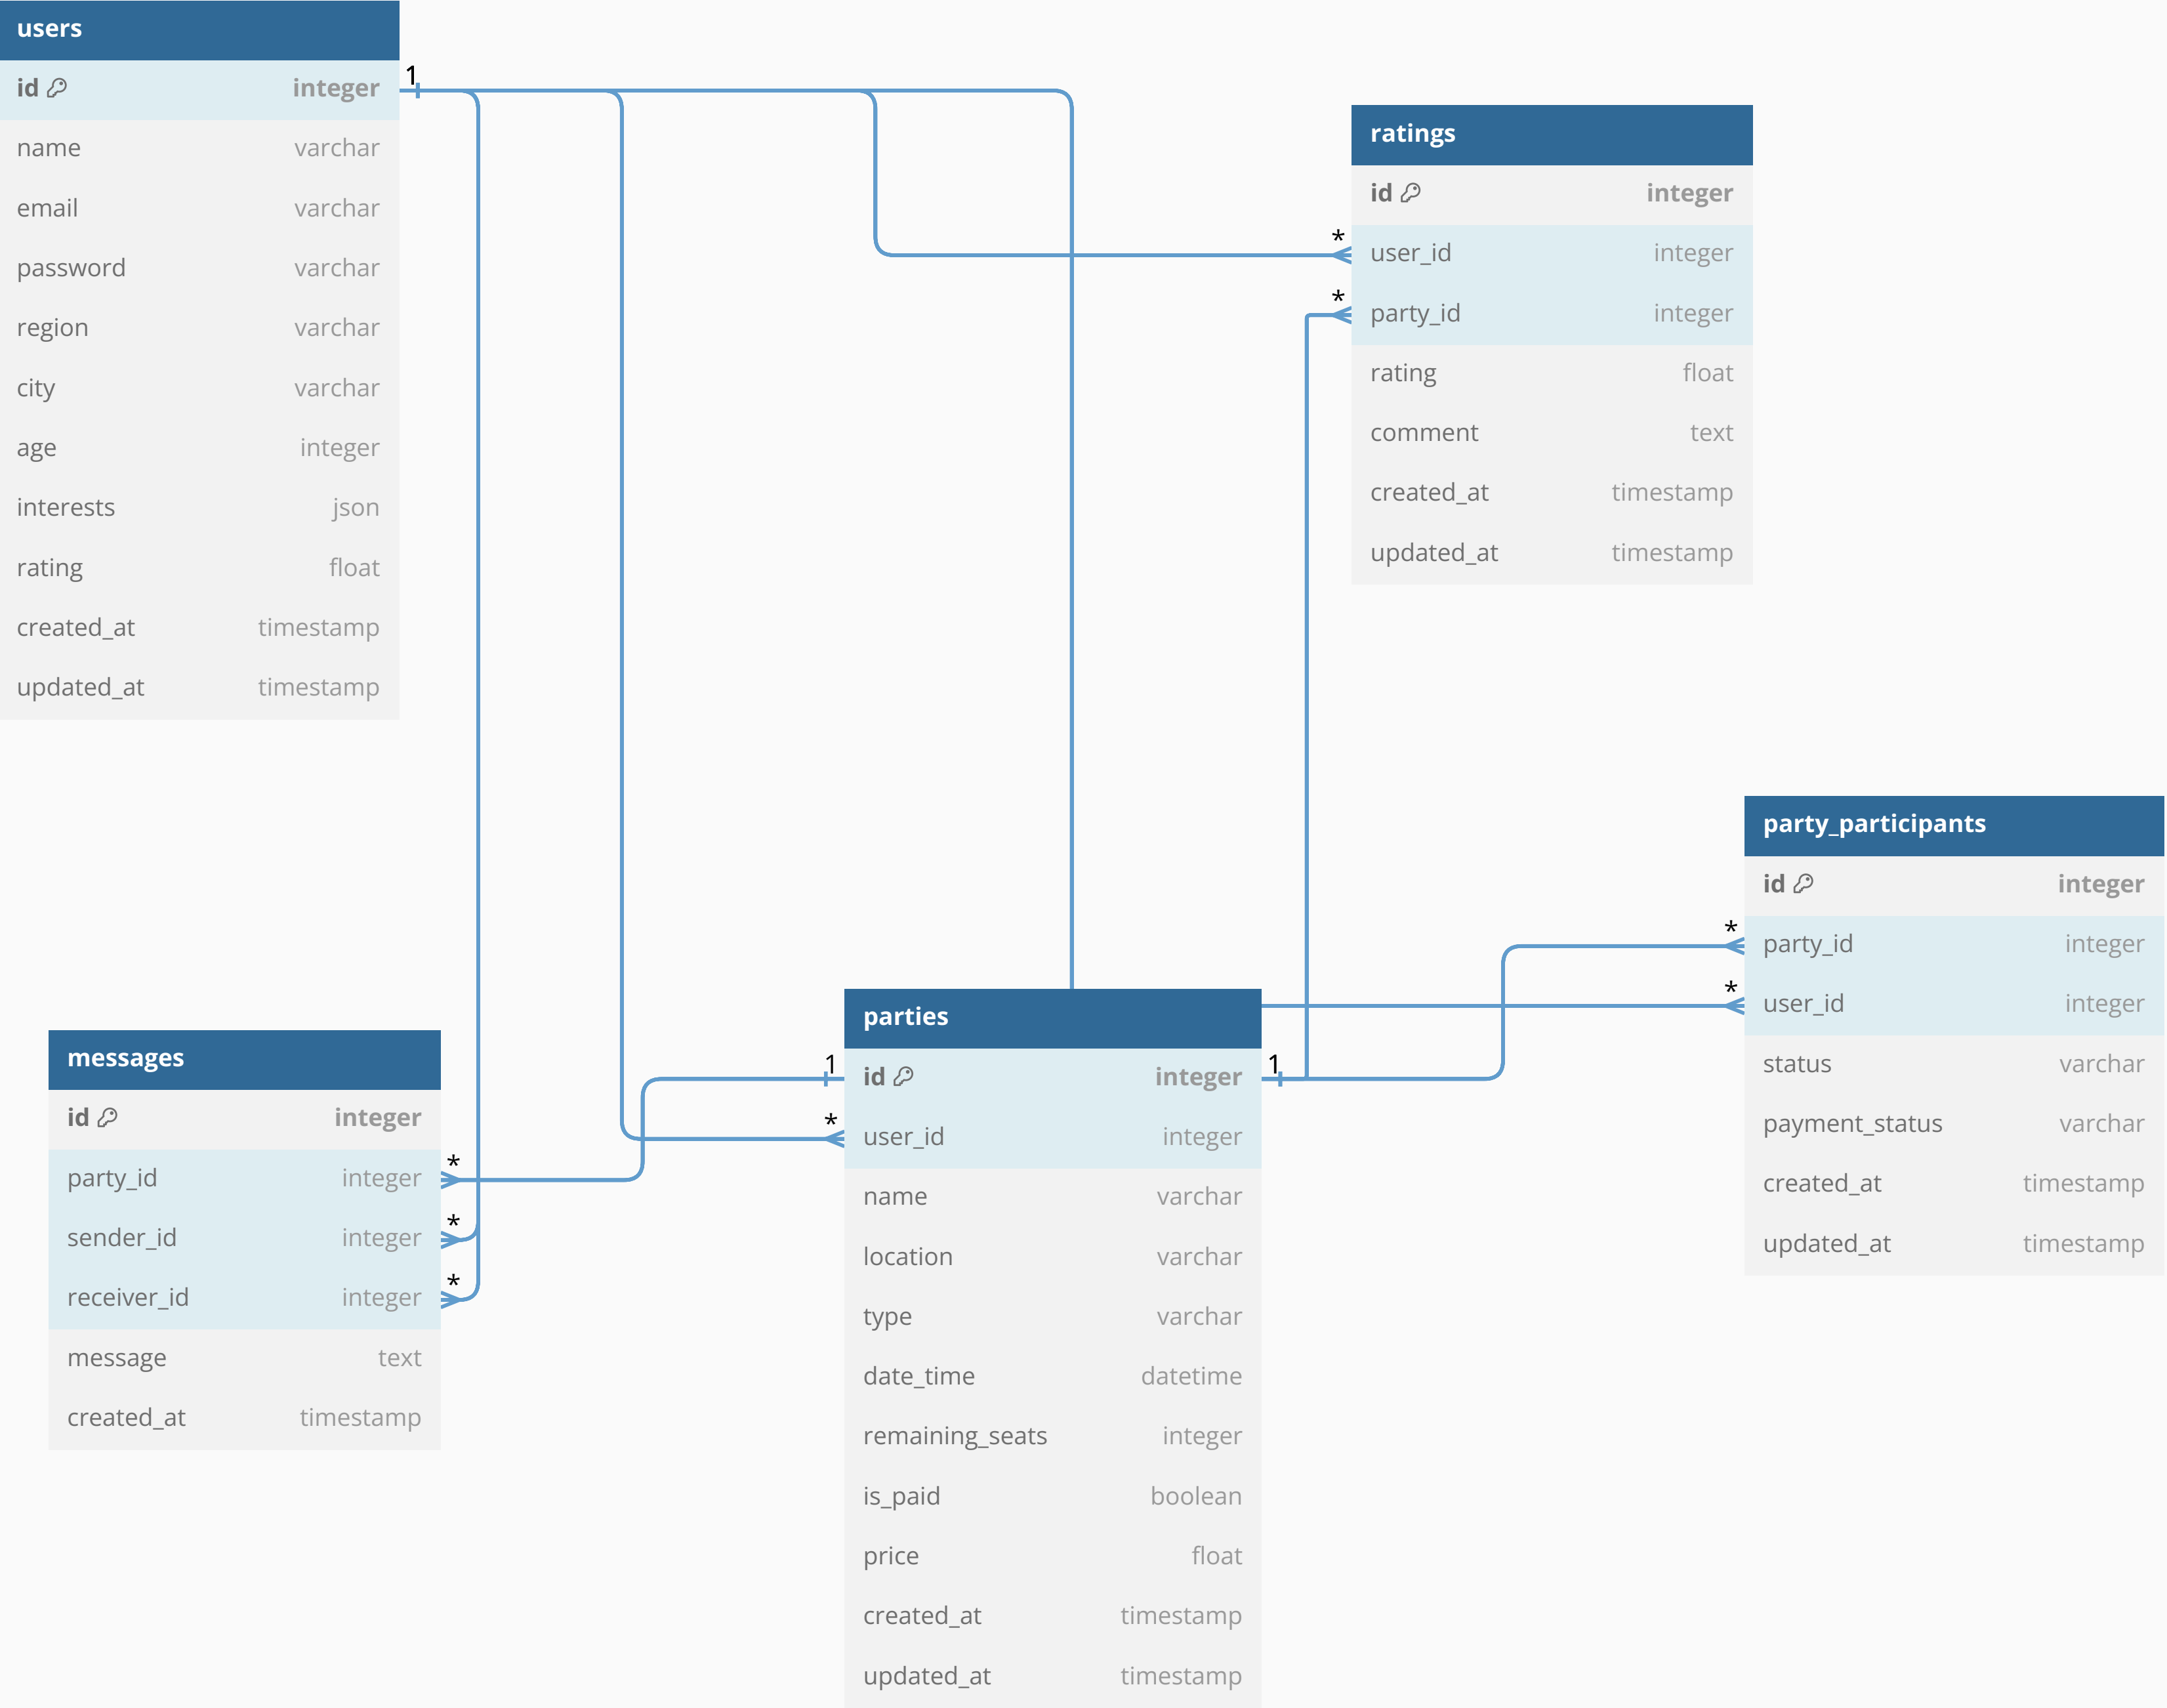 users
id integer
name varchar
email varchar
password varchar
region varchar
city varchar
age integer
interests json
rating float
created_at timestamp
updated_at timestamp
1
ratings
id integer
* user_id integer
* party_id integer
rating float
comment text
created_at timestamp
updated_at timestamp
party_participants
id integer
* party_id integer
* user_id integer
status varchar
payment_status varchar
created_at timestamp
updated_at timestamp
messages
id integer
party_id integer *
sender_id integer *
receiver_id integer *
message text
created_at timestamp
parties
1 id integer 1
* user_id integer
name varchar
location varchar
type varchar
date_time datetime
remaining_seats integer
is_paid boolean
price float
created_at timestamp
updated_at timestamp